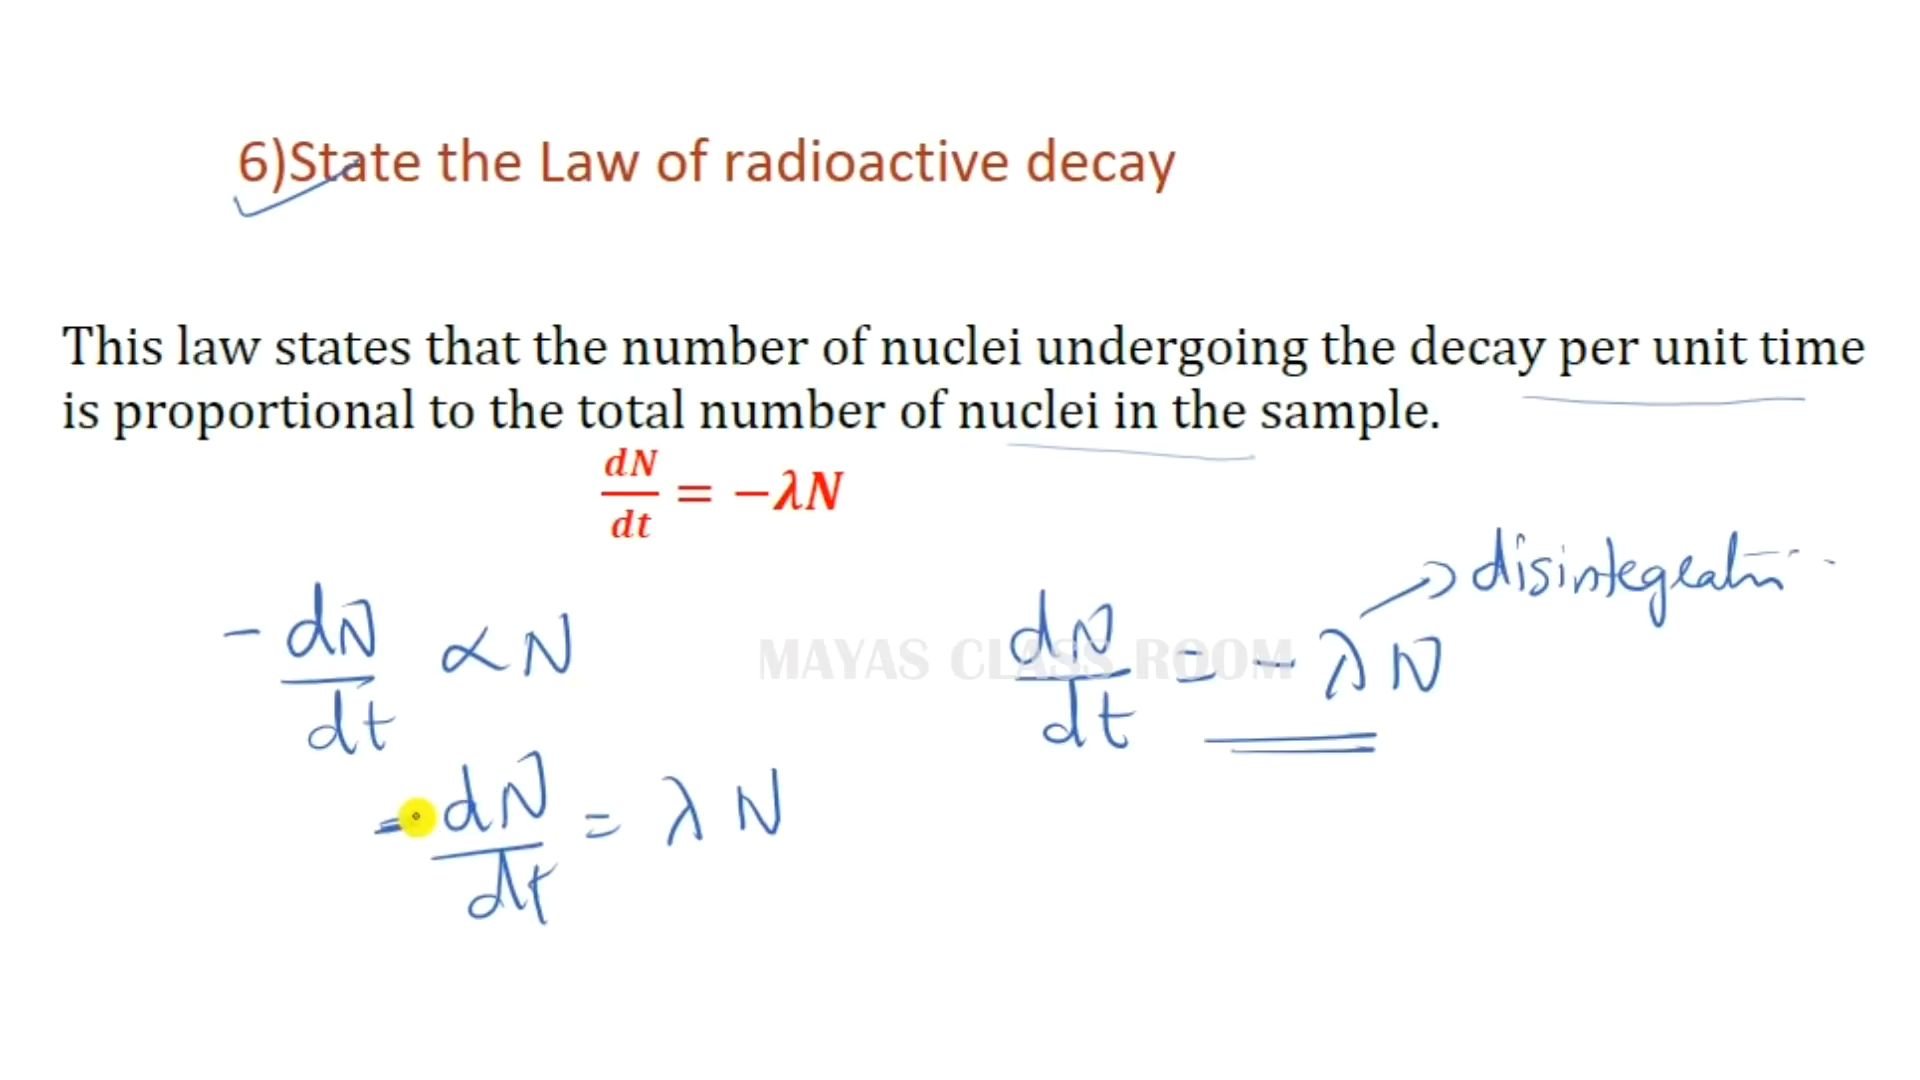 6)State the Law of radioactive decay
This law states that the number of nuclei undergoing the decay per unit time
is proportional to the total number of nuclei in the sample.
dN/dt = −λN
- dN/dt ∝ N
dN/dt = - λ N
- dN/dt = λ N
MAYAS CLASS ROOM